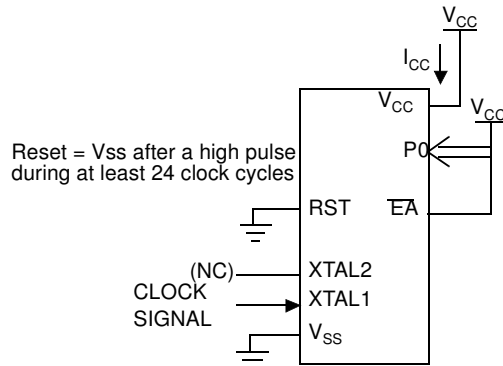 VCC
ICC
VCC
VCC
Reset = Vss after a high pulse
during at least 24 clock cycles
P0
RST
EA
(NC)
XTAL2
CLOCK
SIGNAL
XTAL1
VSS